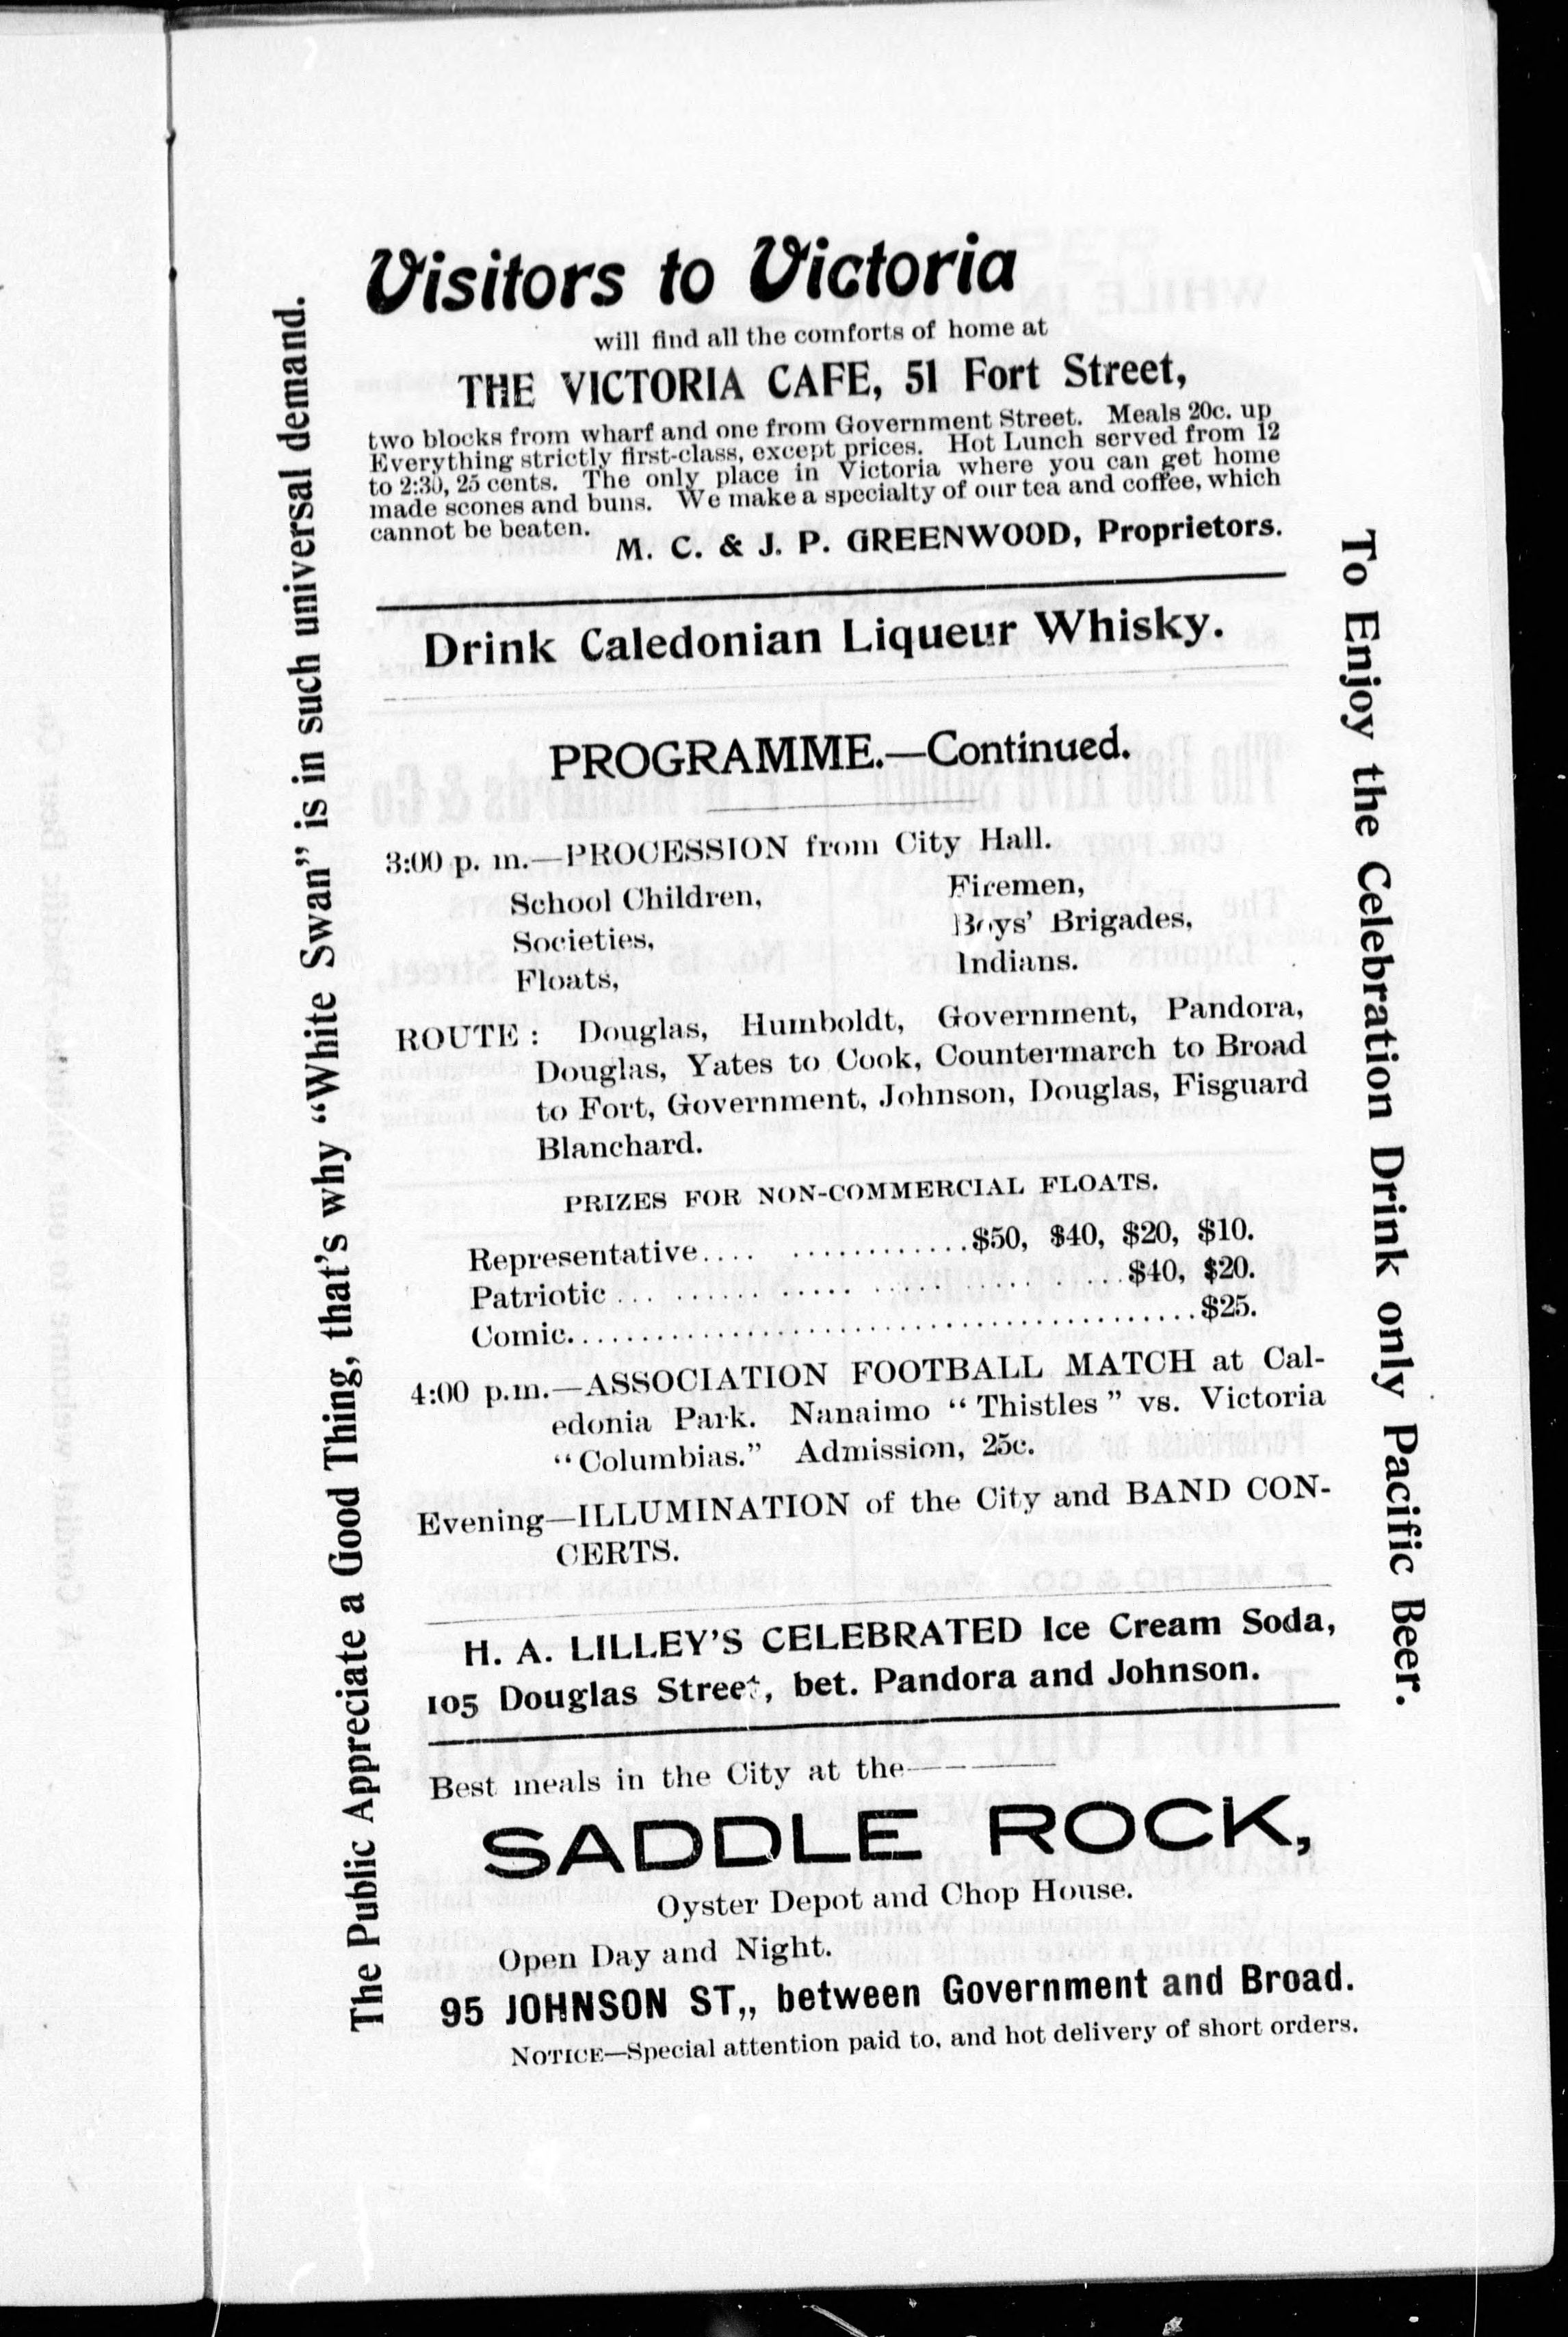 Visitors to Victoria
will find all the comforts of home at
THE VICTORIA CAFE, 51 Fort Street,
two blocks from wharf and one from Government Street. Meals 20c. up
Everything strictly first-class, except prices. Hot Lunch served from 12
to 2:30, 25 cents. The only place in Victoria where you can get home
made scones and buns. We make a specialty of our tea and coffee, which
cannot be beaten.
M. C. & J. P. GREENWOOD, Proprietors.
Drink Caledonian Liqueur Whisky.
PROGRAMME.—Continued.
3:00 p. m.—PROCESSION from City Hall.
School Children, Firemen,
Societies, Boys' Brigades,
Floats, Indians.
ROUTE: Douglas, Humboldt, Government, Pandora,
Douglas, Yates to Cook, Countermarch to Broad
to Fort, Government, Johnson, Douglas, Fisguard
Blanchard.
PRIZES FOR NON-COMMERCIAL FLOATS.
Representative.... ............$50, $40, $20, $10.
Patriotic ... ....... ..... ..... . . . ...$40, $20.
Comic..........................................$25.
4:00 p.m.—ASSOCIATION FOOTBALL MATCH at Cal-
edonia Park. Nanaimo "Thistles" vs. Victoria
"Columbias." Admission, 25c.
Evening—ILLUMINATION of the City and BAND CON-
CERTS.
H. A. LILLEY'S CELEBRATED Ice Cream Soda,
105 Douglas Street, bet. Pandora and Johnson.
Best meals in the City at the————
SADDLE ROCK,
Oyster Depot and Chop House.
Open Day and Night.
95 JOHNSON ST,, between Government and Broad.
NOTICE—Special attention paid to, and hot delivery of short orders.
The Public Appreciate a Good Thing, that's why "White Swan" is in such universal demand.
To Enjoy the Celebration Drink only Pacific Beer.